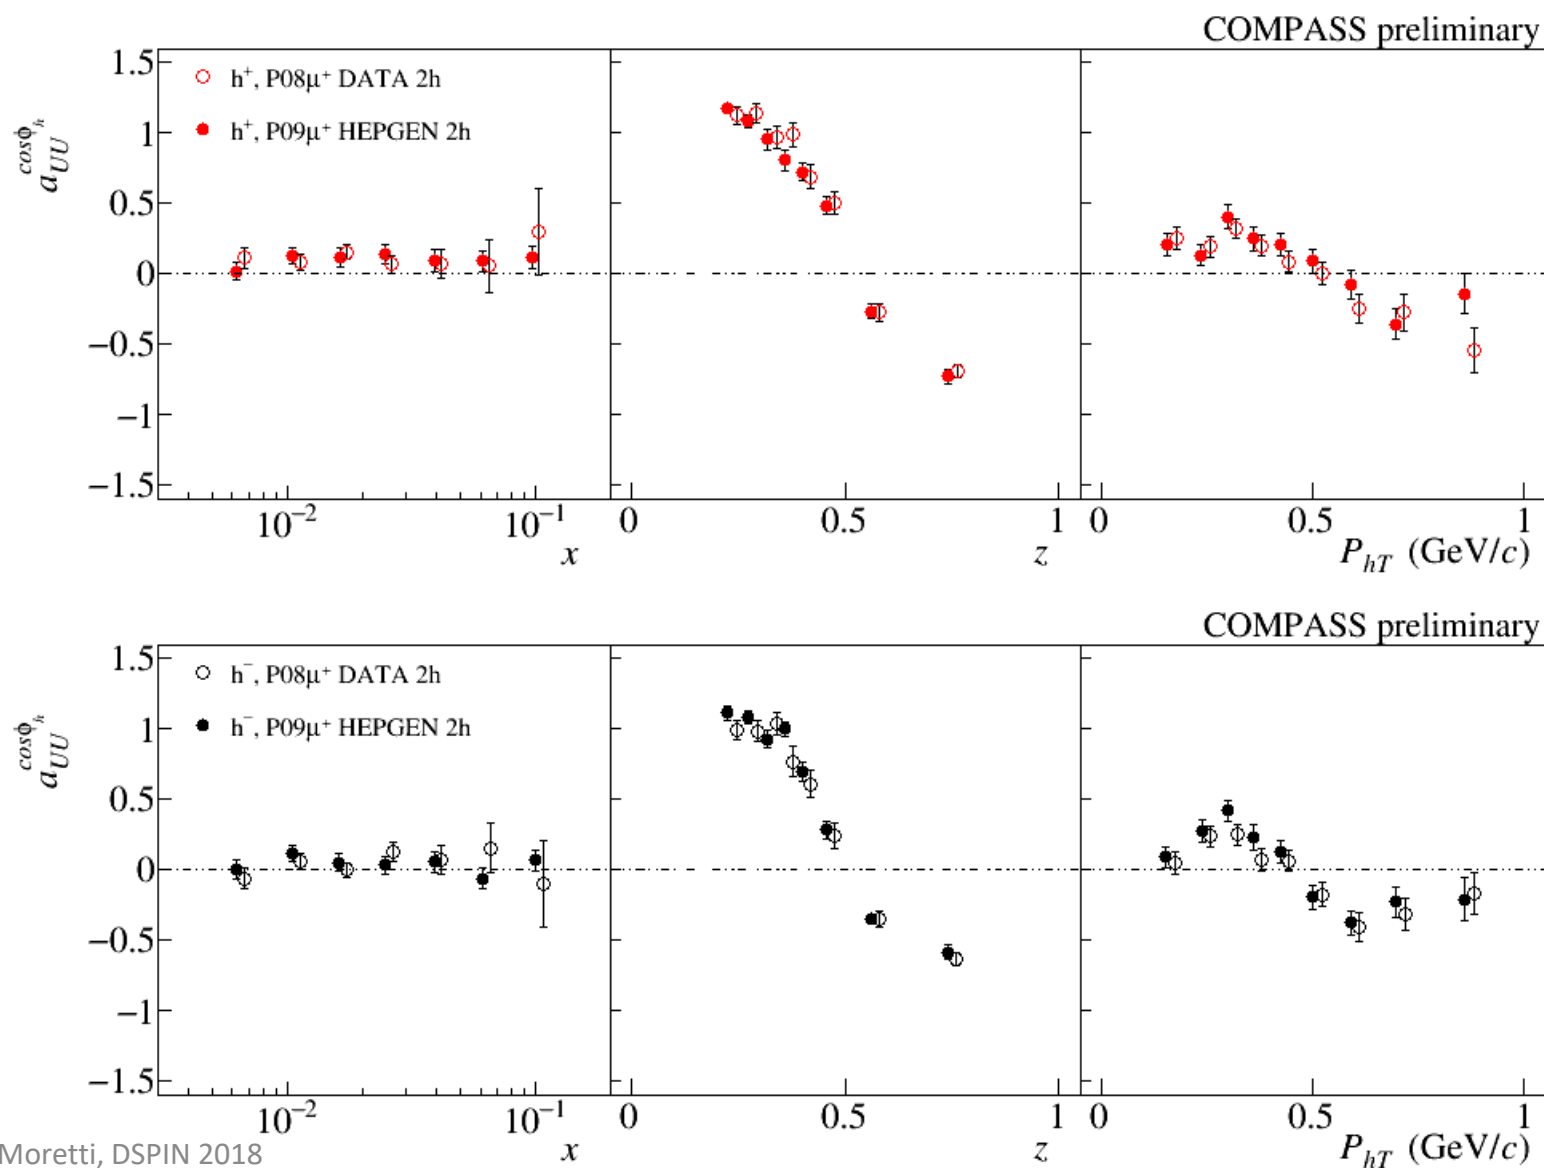 COMPASS preliminary
h⁺, P08μ⁺ DATA 2h
h⁺, P09μ⁺ HEPGEN 2h
a_UU^cosϕ_h
1.5
1
0.5
0
−0.5
−1
−1.5
10⁻² 10⁻¹ 0 0.5 1 0 0.5 1
x z P_hT (GeV/c)
COMPASS preliminary
h⁻, P08μ⁺ DATA 2h
h⁻, P09μ⁺ HEPGEN 2h
a_UU^cosϕ_h
1.5
1
0.5
0
−0.5
−1
−1.5
10⁻² 10⁻¹ 0 0.5 1 0 0.5 1
x z P_hT (GeV/c)
Moretti, DSPIN 2018